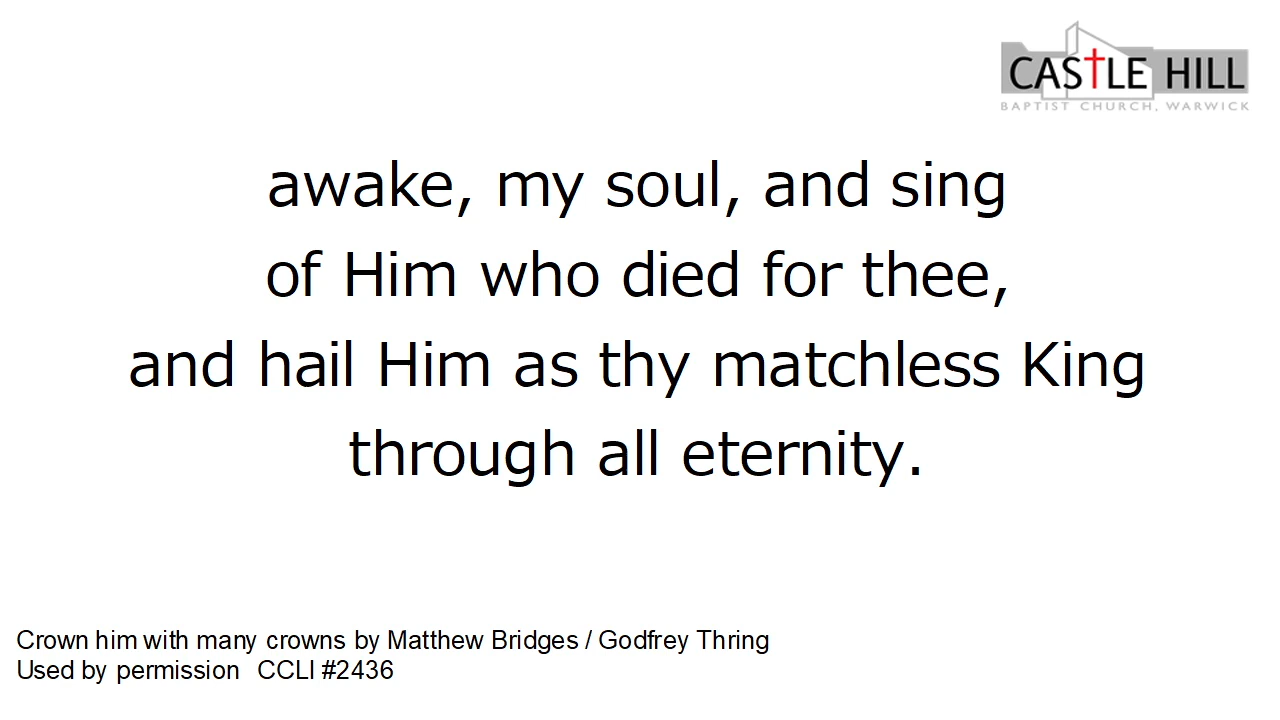 CASTLE HILL
BAPTIST CHURCH, WARWICK
awake, my soul, and sing
of Him who died for thee,
and hail Him as thy matchless King
through all eternity.
Crown him with many crowns by Matthew Bridges / Godfrey Thring
Used by permission CCLI #2436